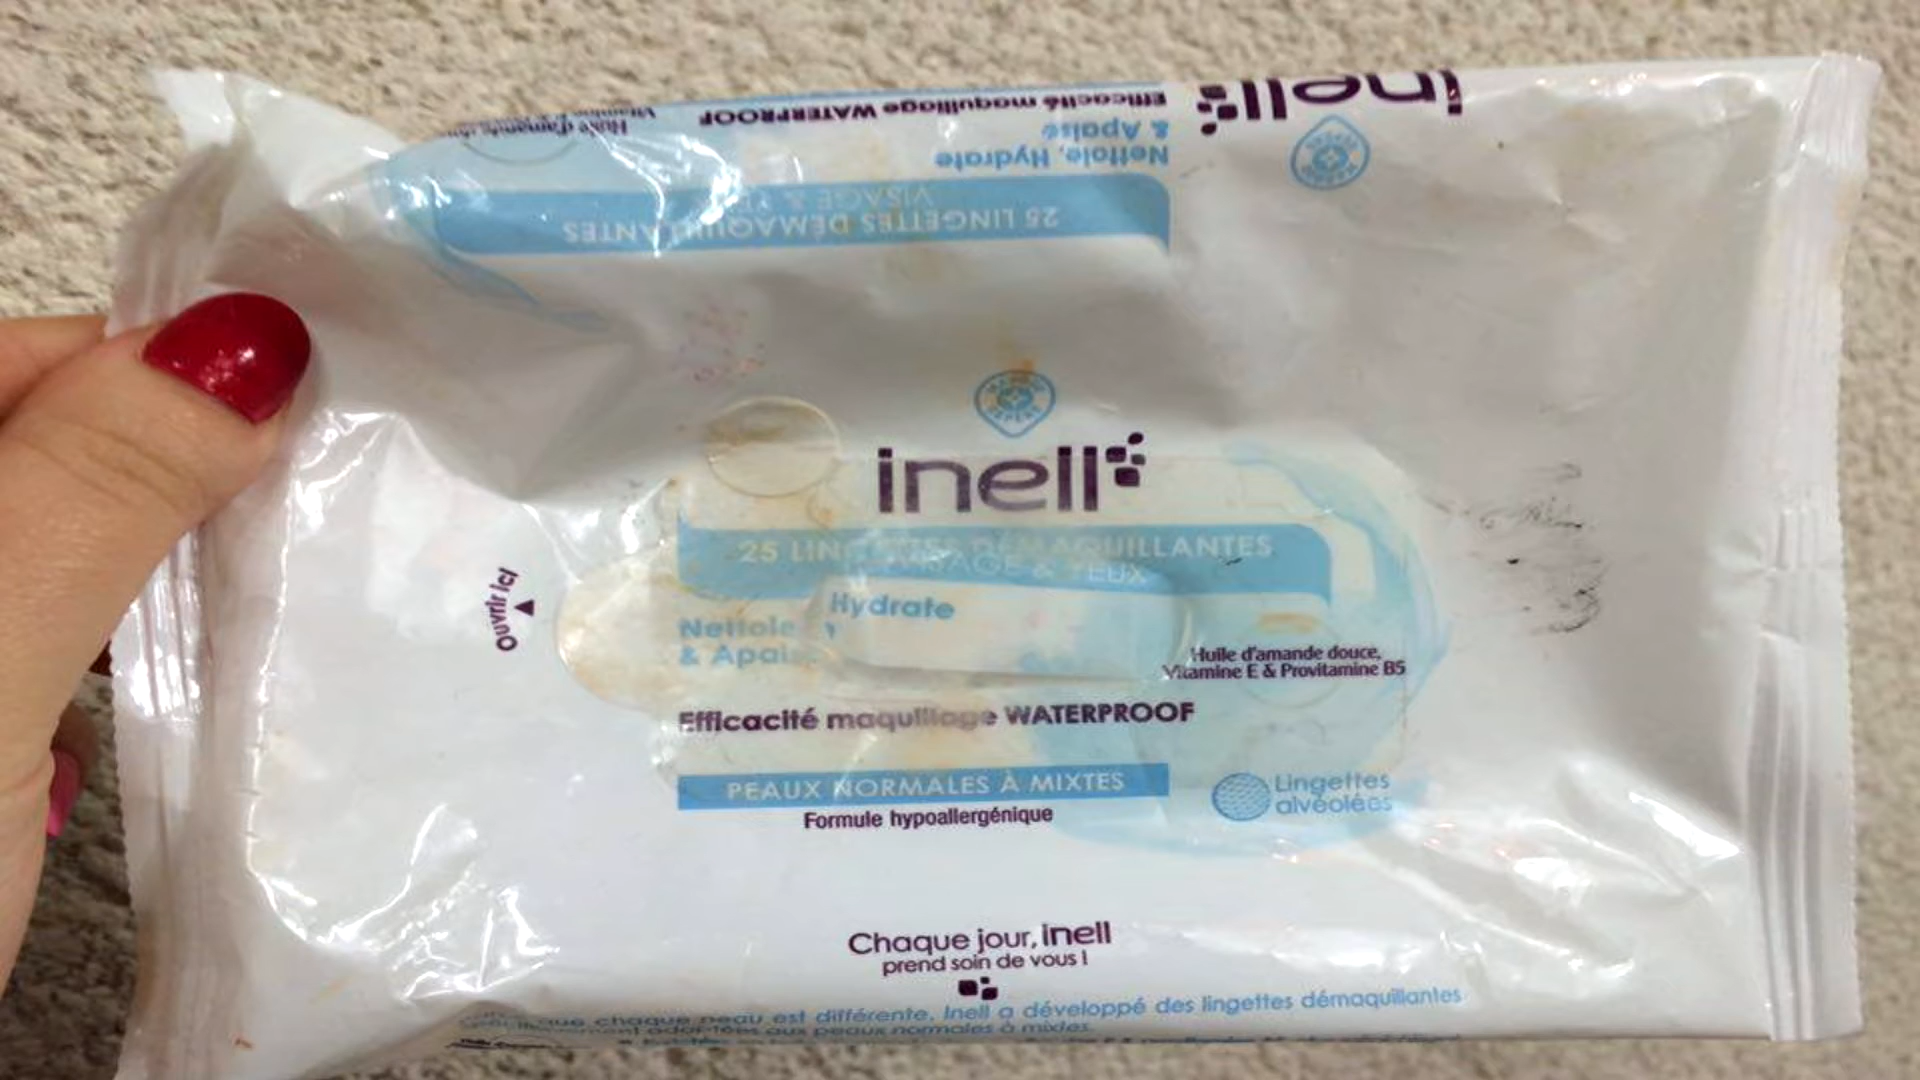 inell
Efficacité maquillage WATERPROOF
Nettoie, Hydrate
& Apaise
Huile d'amande
25 LINGETTES DÉMAQUILLANTES
VISAGE &
Ouvrir Ici
inell
25 LINGETTES DÉMAQUILLANTES
VISAGE & YEUX
Nettoie, Hydrate
& Apaise
Huile d'amande douce,
Vitamine E & Provitamine B5
Efficacité maquillage WATERPROOF
PEAUX NORMALES À MIXTES
Formule hypoallergénique
Lingettes
alvéolées
Chaque jour, inell
prend soin de vous !
chaque peau est différente, Inell a développé des lingettes démaquillantes
adaptées aux peaux normales à mixtes.